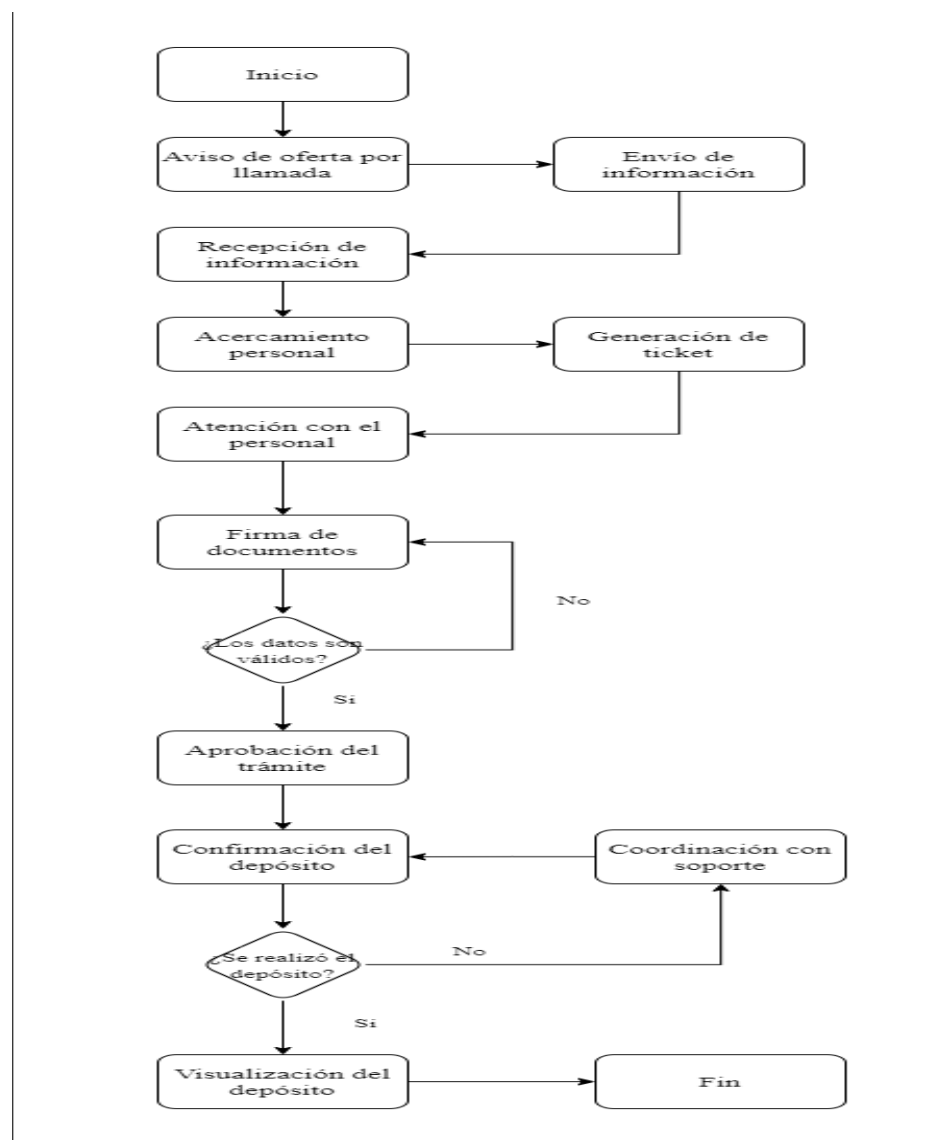 Inicio
Aviso de oferta por
llamada
Envío de
información
Recepción de
información
Acercamiento
personal
Generación de
ticket
Atención con el
personal
Firma de
documentos
No
¿Los datos son
válidos?
Si
Aprobación del
trámite
Confirmación del
depósito
Coordinación con
soporte
¿Se realizó el
depósito?
No
Si
Visualización del
depósito
Fin